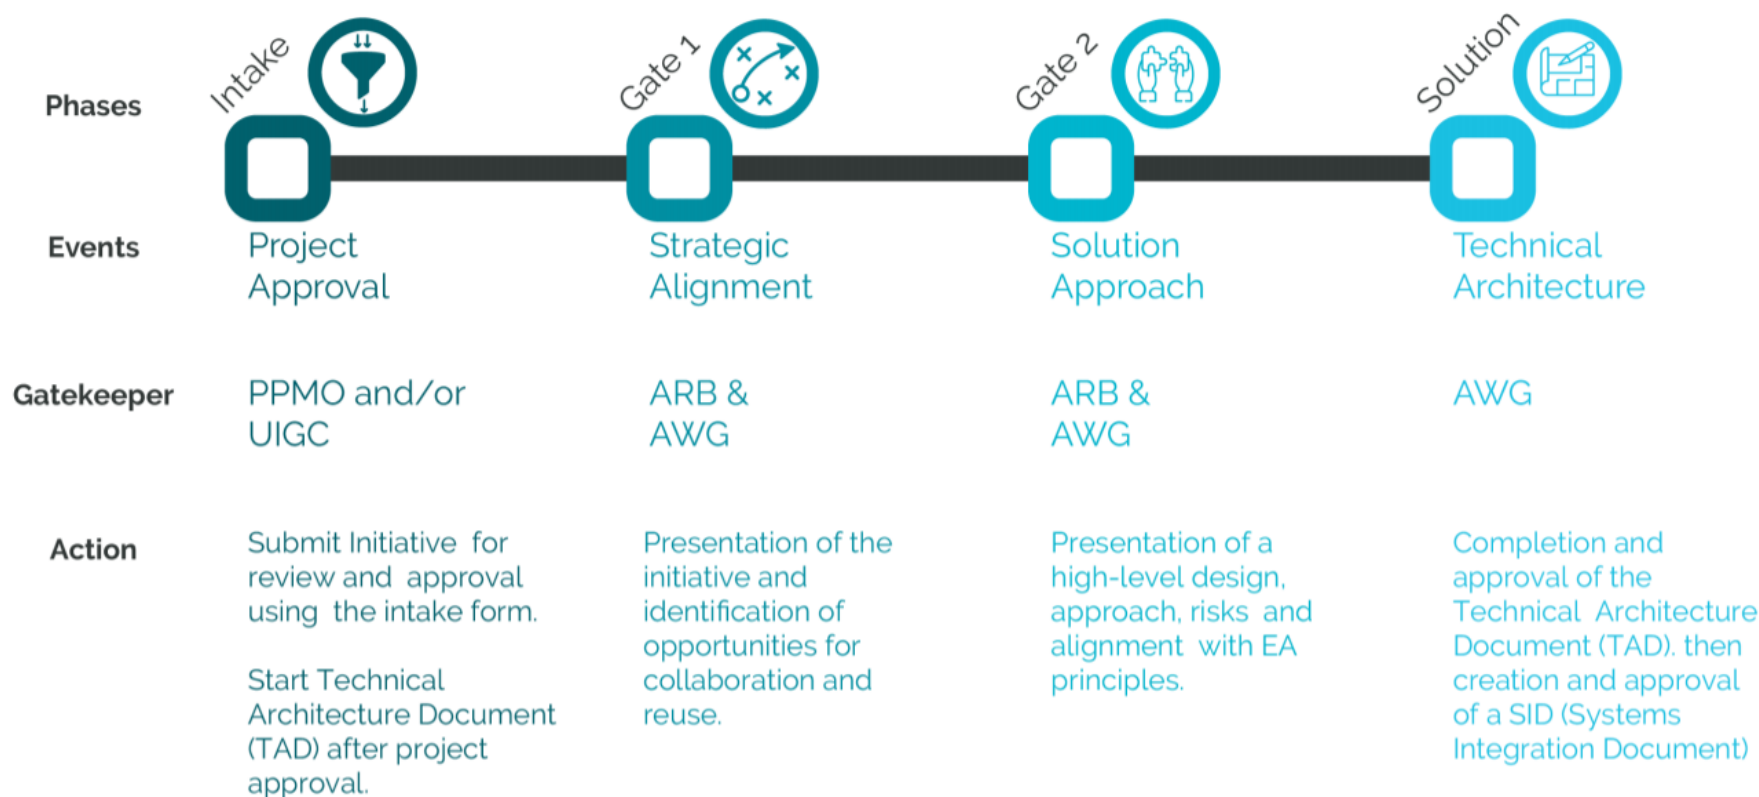 Phases
Intake
Gate 1
Gate 2
Solution
Events
Project
Approval
Strategic
Alignment
Solution
Approach
Technical
Architecture
Gatekeeper
PPMO and/or
UIGC
ARB &
AWG
ARB &
AWG
AWG
Action
Submit Initiative for
review and approval
using the intake form.
Start Technical
Architecture Document
(TAD) after project
approval.
Presentation of the
initiative and
identification of
opportunities for
collaboration and
reuse.
Presentation of a
high-level design,
approach, risks and
alignment with EA
principles.
Completion and
approval of the
Technical Architecture
Document (TAD). then
creation and approval
of a SID (Systems
Integration Document)